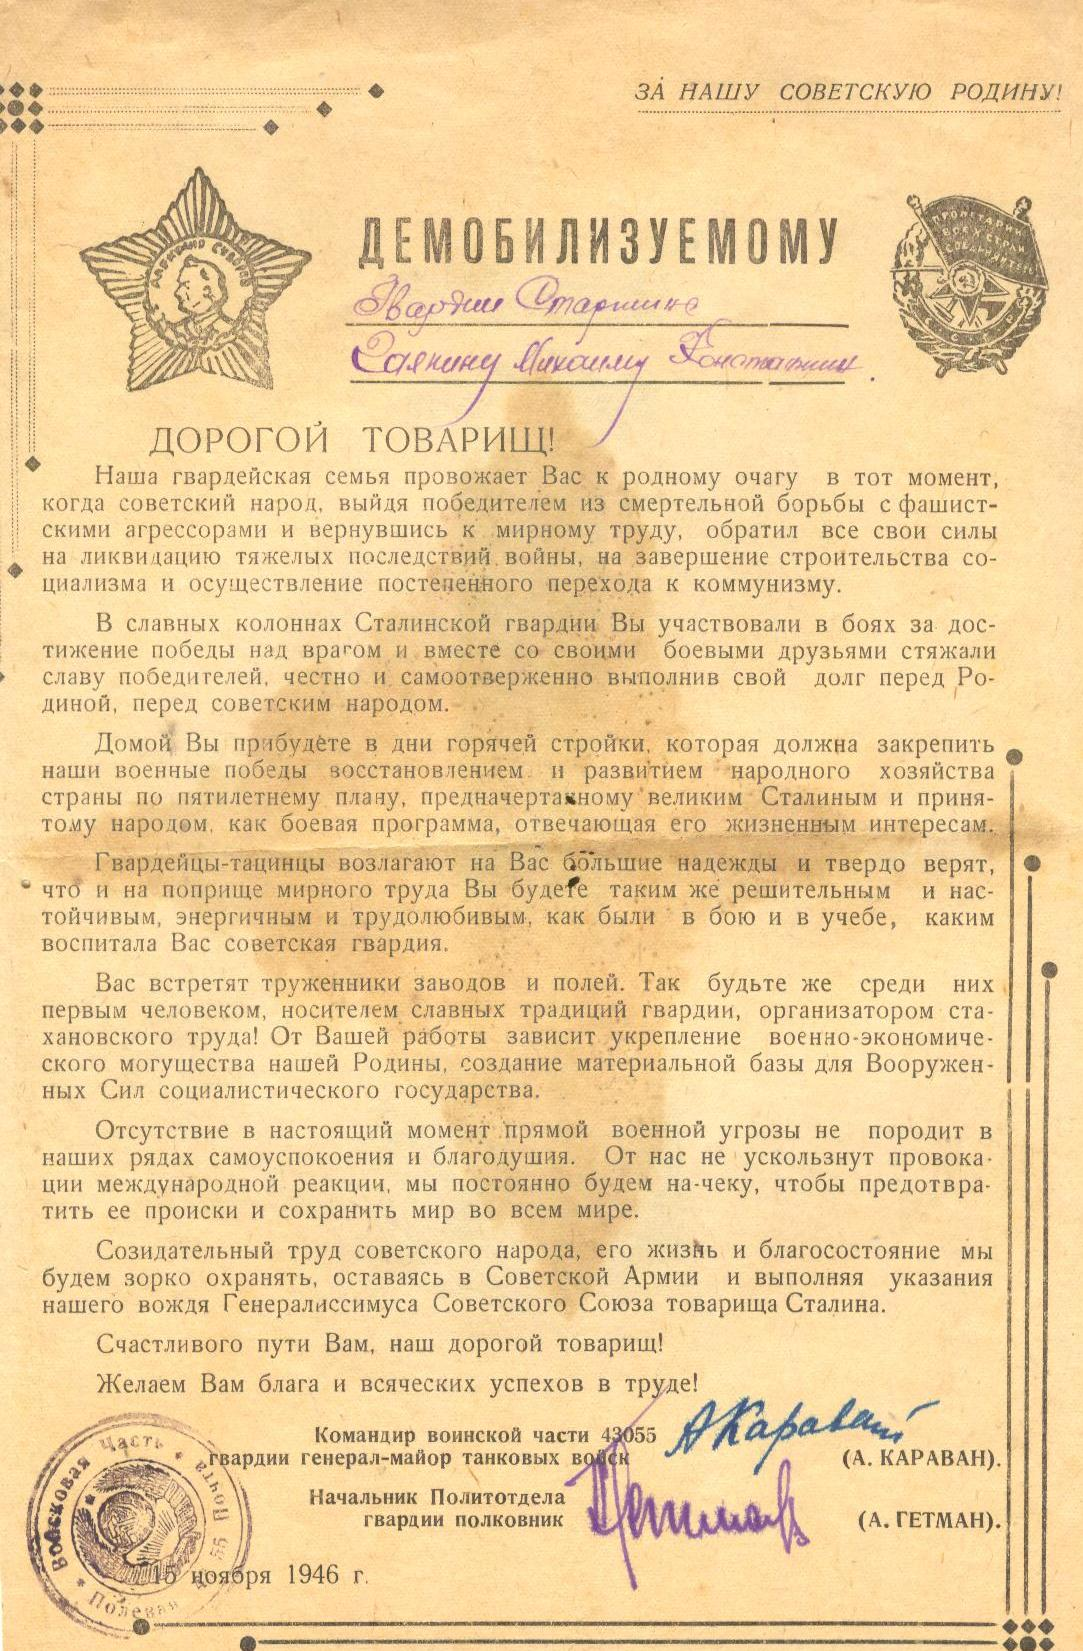 ЗА НАШУ СОВЕТСКУЮ РОДИНУ!
АЛЕКСАНДР СУВОРОВ
ПРОЛЕТАРИИ
ВСЕХ СТРАН
СОЕДИНЯЙТЕСЬ
СССР
ДЕМОБИЛИЗУЕМОМУ
Гвардии Старшине
Саяпину Михаилу
ДОРОГОЙ ТОВАРИЩ!
Наша гвардейская семья провожает Вас к родному очагу в тот момент,
когда советский народ, выйдя победителем из смертельной борьбы с фашист-
скими агрессорами и вернувшись к мирному труду, обратил все свои силы
на ликвидацию тяжелых последствий войны, на завершение строительства со-
циализма и осуществление постепенного перехода к коммунизму.
В славных колоннах Сталинской гвардии Вы участвовали в боях за дос-
тижение победы над врагом и вместе со своими боевыми друзьями стяжали
славу победителей, честно и самоотверженно выполнив свой долг перед Ро-
диной, перед советским народом.
Домой Вы прибудете в дни горячей стройки, которая должна закрепить
наши военные победы восстановлением и развитием народного хозяйства
страны по пятилетнему плану, предначертанному великим Сталиным и приня-
тому народом, как боевая программа, отвечающая его жизненным интересам.
Гвардейцы-тацинцы возлагают на Вас большие надежды и твердо верят,
что и на поприще мирного труда Вы будете таким же решительным и нас-
тойчивым, энергичным и трудолюбивым, как были в бою и в учебе, каким
воспитала Вас советская гвардия.
Вас встретят труженники заводов и полей. Так будьте же среди них
первым человеком, носителем славных традиций гвардии, организатором ста-
хановского труда! От Вашей работы зависит укрепление военно-экономиче-
ского могущества нашей Родины, создание материальной базы для Вооружен-
ных Сил социалистического государства.
Отсутствие в настоящий момент прямой военной угрозы не породит в
наших рядах самоуспокоения и благодушия. От нас не ускользнут провока-
ции международной реакции, мы постоянно будем на-чеку, чтобы предотвра-
тить ее происки и сохранить мир во всем мире.
Созидательный труд советского народа, его жизнь и благосостояние мы
будем зорко охранять, оставаясь в Советской Армии и выполняя указания
нашего вождя Генералиссимуса Советского Союза товарища Сталина.
Счастливого пути Вам, наш дорогой товарищ!
Желаем Вам блага и всяческих успехов в труде!
Командир воинской части 43055
гвардии генерал-майор танковых войск
А Караван
(А. КАРАВАН).
Начальник Политотдела
гвардии полковник
(А. ГЕТМАН).
Войсковая Часть
Полевая Почта
15 ноября 1946 г.